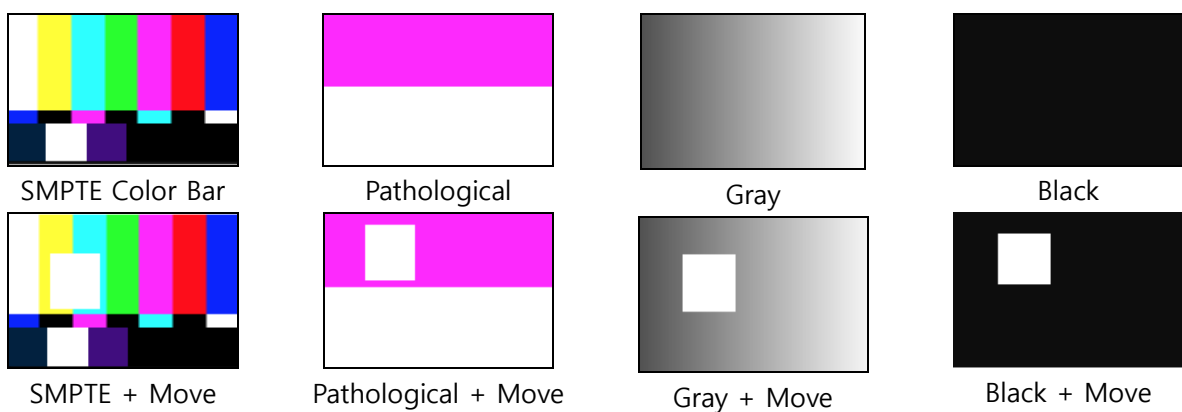 SMPTE Color Bar
Pathological
Gray
Black
SMPTE + Move
Pathological + Move
Gray + Move
Black + Move